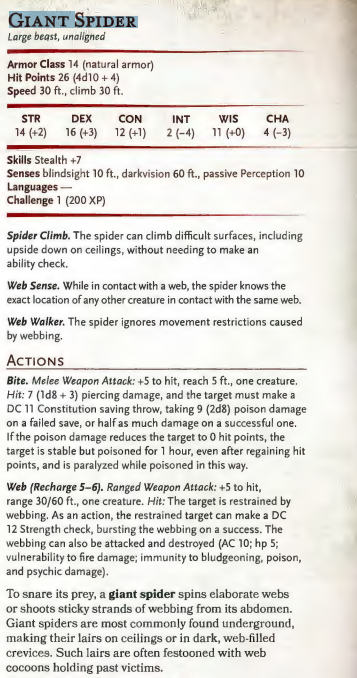 GIANT SPIDER
Large beast, unaligned
Armor Class 14 (natural armor)
Hit Points 26 (4d10 + 4)
Speed 30 ft., climb 30 ft.
STR DEX CON INT WIS CHA
14 (+2) 16 (+3) 12 (+1) 2 (−4) 11 (+0) 4 (−3)
Skills Stealth +7
Senses blindsight 10 ft., darkvision 60 ft., passive Perception 10
Languages —
Challenge 1 (200 XP)
Spider Climb. The spider can climb difficult surfaces, including
upside down on ceilings, without needing to make an
ability check.
Web Sense. While in contact with a web, the spider knows the
exact location of any other creature in contact with the same web.
Web Walker. The spider ignores movement restrictions caused
by webbing.
ACTIONS
Bite. Melee Weapon Attack: +5 to hit, reach 5 ft., one creature.
Hit: 7 (1d8 + 3) piercing damage, and the target must make a
DC 11 Constitution saving throw, taking 9 (2d8) poison damage
on a failed save, or half as much damage on a successful one.
If the poison damage reduces the target to 0 hit points, the
target is stable but poisoned for 1 hour, even after regaining hit
points, and is paralyzed while poisoned in this way.
Web (Recharge 5–6). Ranged Weapon Attack: +5 to hit,
range 30/60 ft., one creature. Hit: The target is restrained by
webbing. As an action, the restrained target can make a DC
12 Strength check, bursting the webbing on a success. The
webbing can also be attacked and destroyed (AC 10; hp 5;
vulnerability to fire damage; immunity to bludgeoning, poison,
and psychic damage).
To snare its prey, a giant spider spins elaborate webs
or shoots sticky strands of webbing from its abdomen.
Giant spiders are most commonly found underground,
making their lairs on ceilings or in dark, web-filled
crevices. Such lairs are often festooned with web
cocoons holding past victims.